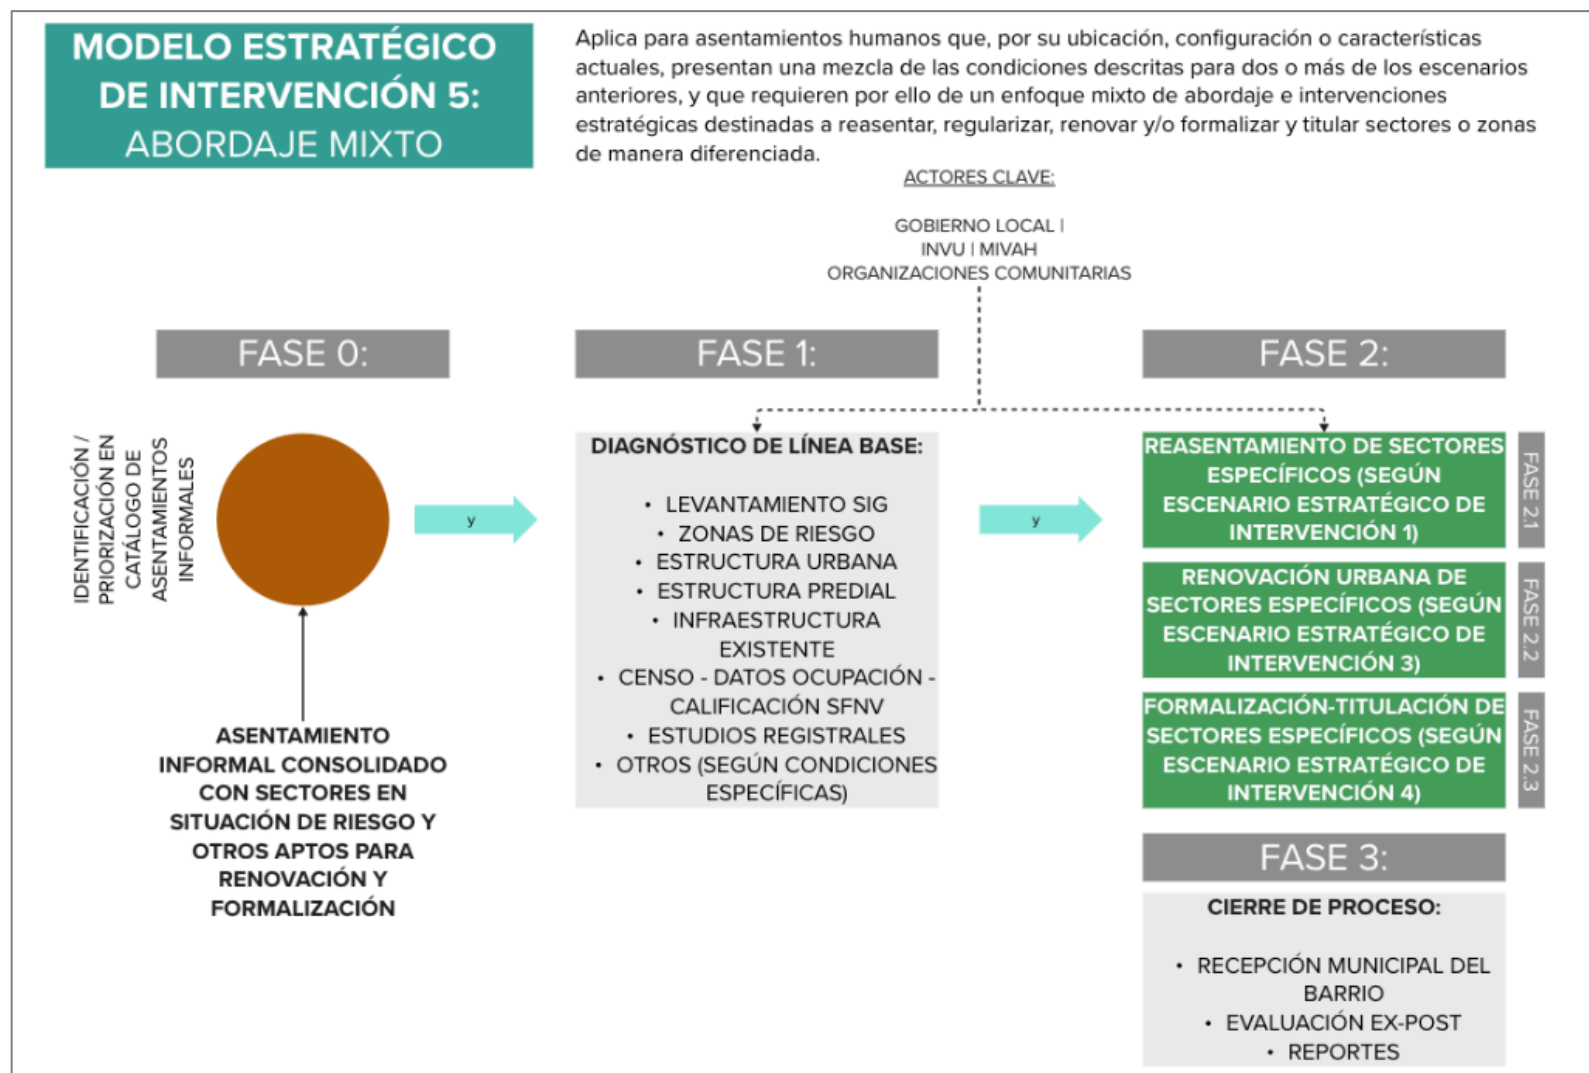 MODELO ESTRATÉGICO
DE INTERVENCIÓN 5:
ABORDAJE MIXTO
Aplica para asentamientos humanos que, por su ubicación, configuración o características
actuales, presentan una mezcla de las condiciones descritas para dos o más de los escenarios
anteriores, y que requieren por ello de un enfoque mixto de abordaje e intervenciones
estratégicas destinadas a reasentar, regularizar, renovar y/o formalizar y titular sectores o zonas
de manera diferenciada.
ACTORES CLAVE:
GOBIERNO LOCAL |
INVU | MIVAH
ORGANIZACIONES COMUNITARIAS
FASE 0:
IDENTIFICACIÓN /
PRIORIZACIÓN EN
CATÁLOGO DE
ASENTAMIENTOS
INFORMALES
y
ASENTAMIENTO
INFORMAL CONSOLIDADO
CON SECTORES EN
SITUACIÓN DE RIESGO Y
OTROS APTOS PARA
RENOVACIÓN Y
FORMALIZACIÓN
FASE 1:
DIAGNÓSTICO DE LÍNEA BASE:
• LEVANTAMIENTO SIG
• ZONAS DE RIESGO
• ESTRUCTURA URBANA
• ESTRUCTURA PREDIAL
• INFRAESTRUCTURA
EXISTENTE
• CENSO - DATOS OCUPACIÓN -
CALIFICACIÓN SFNV
• ESTUDIOS REGISTRALES
• OTROS (SEGÚN CONDICIONES
ESPECÍFICAS)
y
FASE 2:
REASENTAMIENTO DE SECTORES
ESPECÍFICOS (SEGÚN
ESCENARIO ESTRATÉGICO DE
INTERVENCIÓN 1)
FASE 2.1
RENOVACIÓN URBANA DE
SECTORES ESPECÍFICOS (SEGÚN
ESCENARIO ESTRATÉGICO DE
INTERVENCIÓN 3)
FASE 2.2
FORMALIZACIÓN-TITULACIÓN DE
SECTORES ESPECÍFICOS (SEGÚN
ESCENARIO ESTRATÉGICO DE
INTERVENCIÓN 4)
FASE 2.3
FASE 3:
CIERRE DE PROCESO:
• RECEPCIÓN MUNICIPAL DEL
BARRIO
• EVALUACIÓN EX-POST
• REPORTES